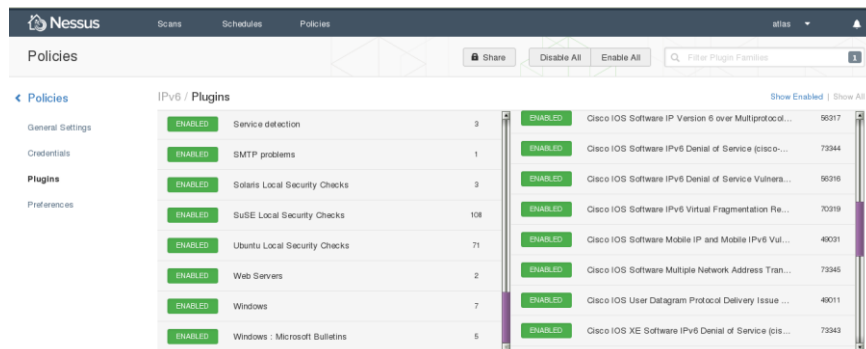 Nessus Scans Schedules Policies atlas
Policies Share Disable All Enable All Filter Plugin Families 1
Policies IPv6 / Plugins Show Enabled | Show All
General Settings
Credentials
Plugins
Preferences
ENABLED Service detection 3
ENABLED SMTP problems 1
ENABLED Solaris Local Security Checks 3
ENABLED SuSE Local Security Checks 108
ENABLED Ubuntu Local Security Checks 71
ENABLED Web Servers 2
ENABLED Windows 7
ENABLED Windows : Microsoft Bulletins 5
ENABLED Cisco IOS Software IP Version 6 over Multiprotocol... 56317
ENABLED Cisco IOS Software IPv6 Denial of Service (cisco-... 73344
ENABLED Cisco IOS Software IPv6 Denial of Service Vulnera... 56316
ENABLED Cisco IOS Software IPv6 Virtual Fragmentation Re... 70319
ENABLED Cisco IOS Software Mobile IP and Mobile IPv6 Vul... 49031
ENABLED Cisco IOS Software Multiple Network Address Tran... 73345
ENABLED Cisco IOS User Datagram Protocol Delivery Issue ... 49011
ENABLED Cisco IOS XE Software IPv6 Denial of Service (cis... 73343